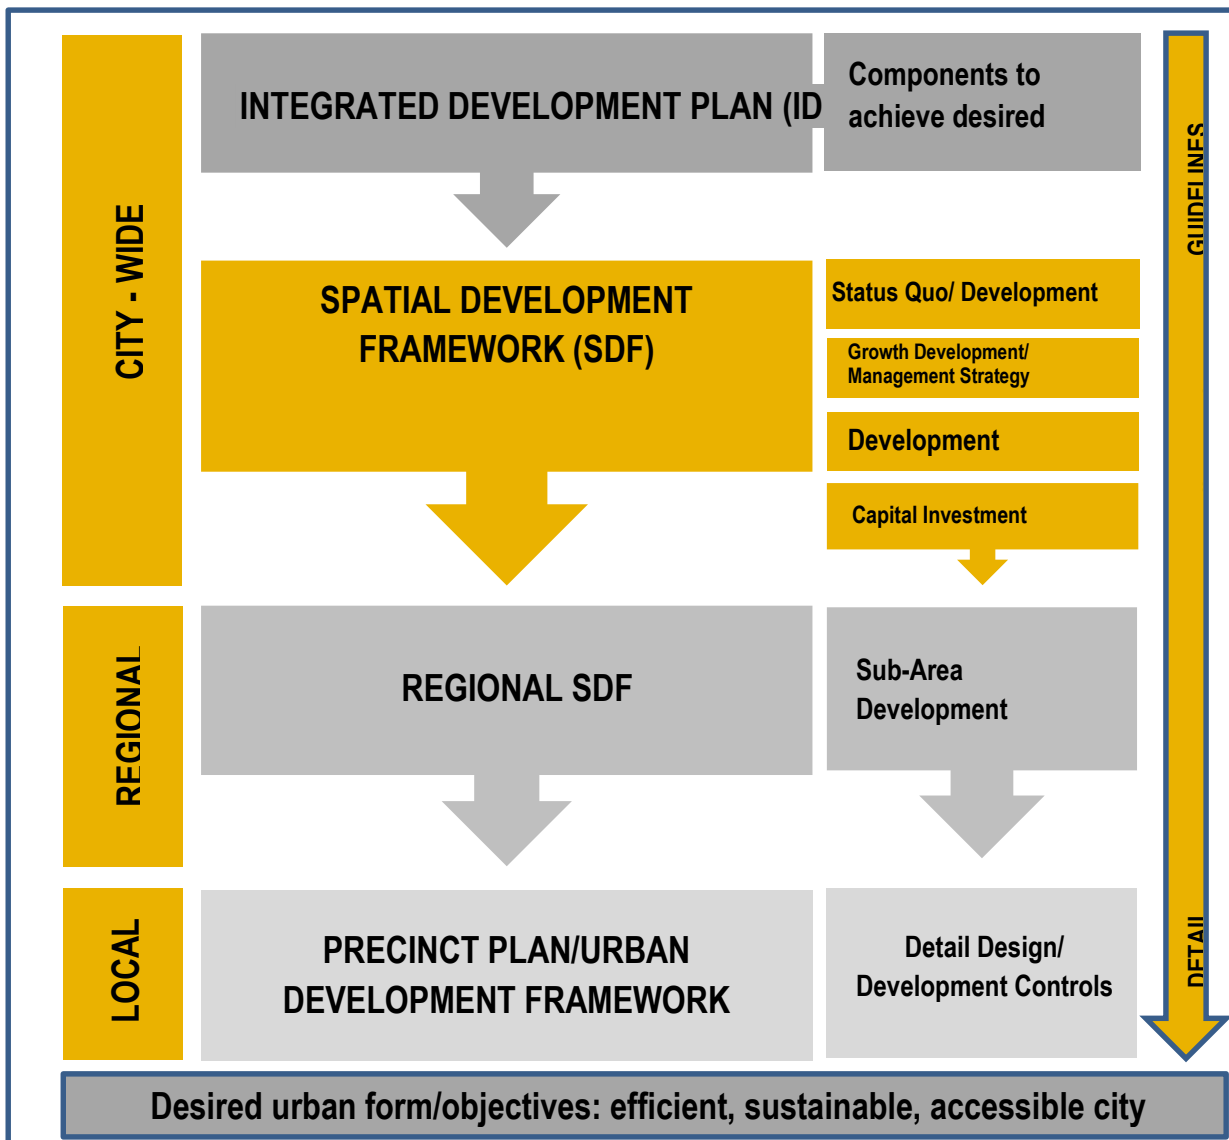 CITY - WIDE
INTEGRATED DEVELOPMENT PLAN (ID
Components to
achieve desired
GUIDELINES
SPATIAL DEVELOPMENT
FRAMEWORK (SDF)
Status Quo/ Development
Growth Development/
Management Strategy
Development
Capital Investment
REGIONAL
REGIONAL SDF
Sub-Area
Development
LOCAL
PRECINCT PLAN/URBAN
DEVELOPMENT FRAMEWORK
Detail Design/
Development Controls
DETAIL
Desired urban form/objectives: efficient, sustainable, accessible city